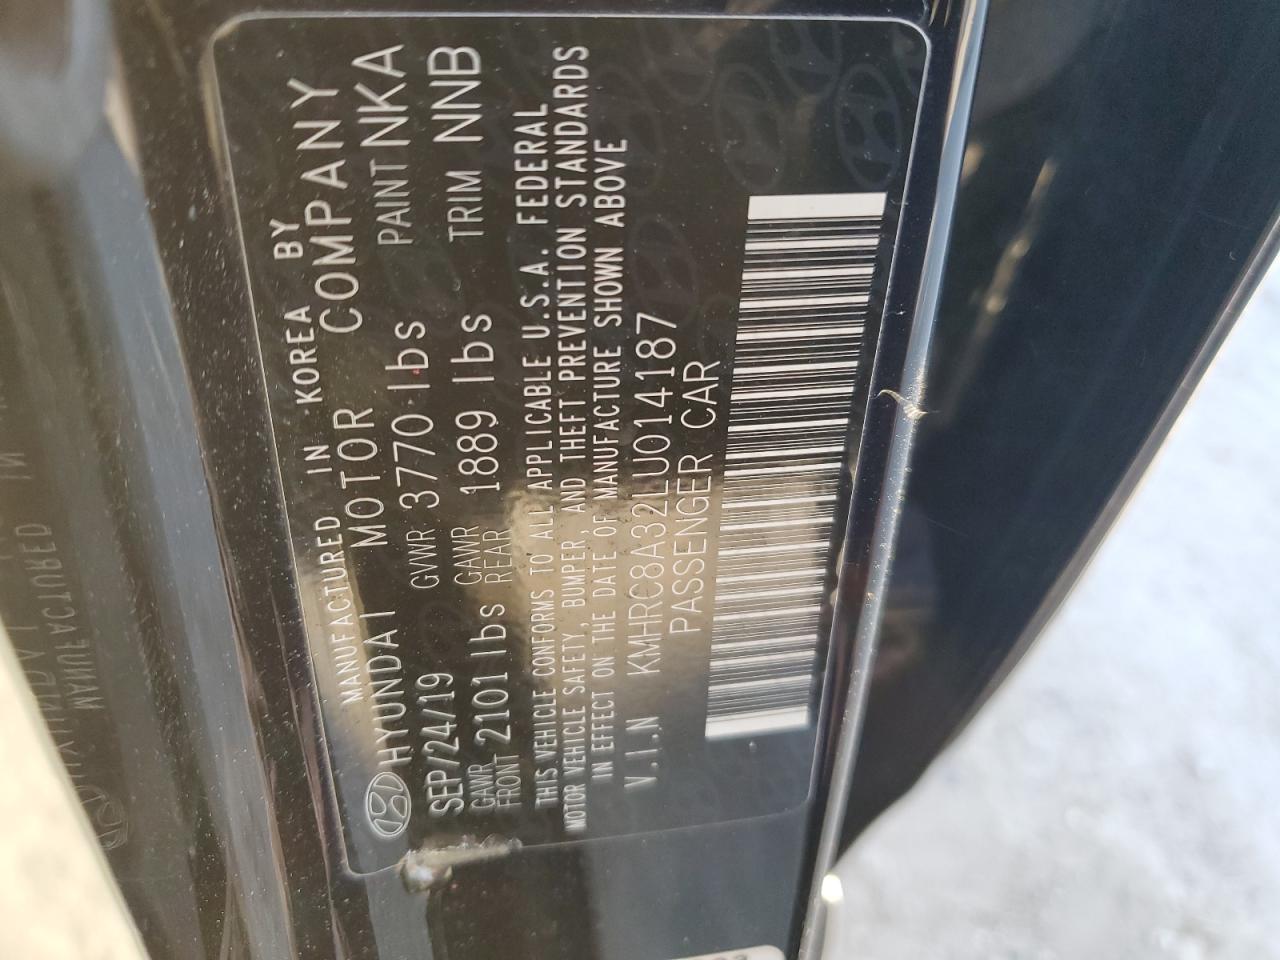 MANUFACTURED IN KOREA BY
HYUNDAI MOTOR COMPANY
SEP/24/19 GVWR 3770 lbs PAINT NKA
GAWR FRONT 2101 lbs GAWR REAR 1889 lbs TRIM NNB
THIS VEHICLE CONFORMS TO ALL APPLICABLE U.S.A. FEDERAL
MOTOR VEHICLE SAFETY, BUMPER, AND THEFT PREVENTION STANDARDS
IN EFFECT ON THE DATE OF MANUFACTURE SHOWN ABOVE
V.I.N KMHRC8A32LU014187
PASSENGER CAR